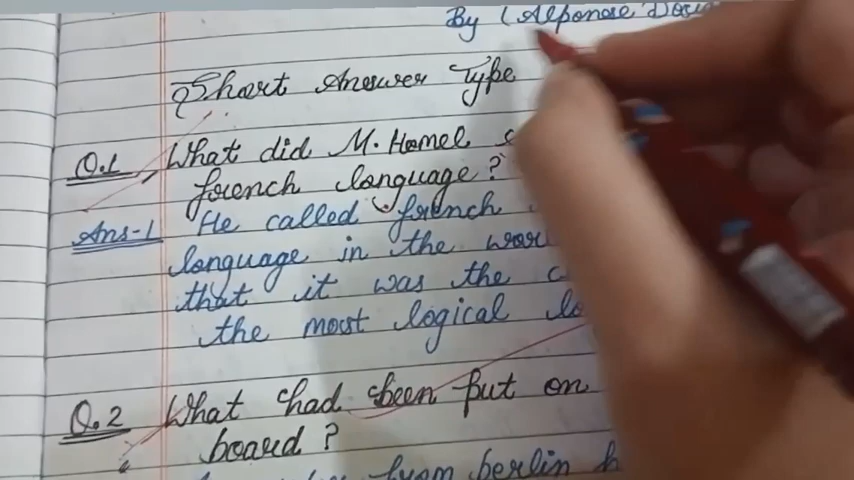 By (Alponse
Short Answer Type
Q.1 What did M. Hamel
french language?
Ans-1 He called french
language in the
that it was the
the most logical
Q.2 What had been put on
board?
from berlin